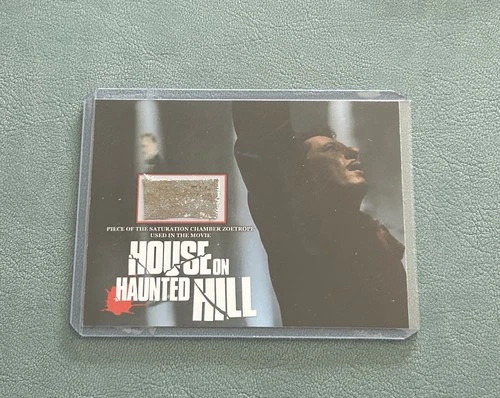 PIECE OF THE SATURATION CHAMBER ZOETROPE
USED IN THE MOVIE
HOUSE ON
HAUNTED HILL